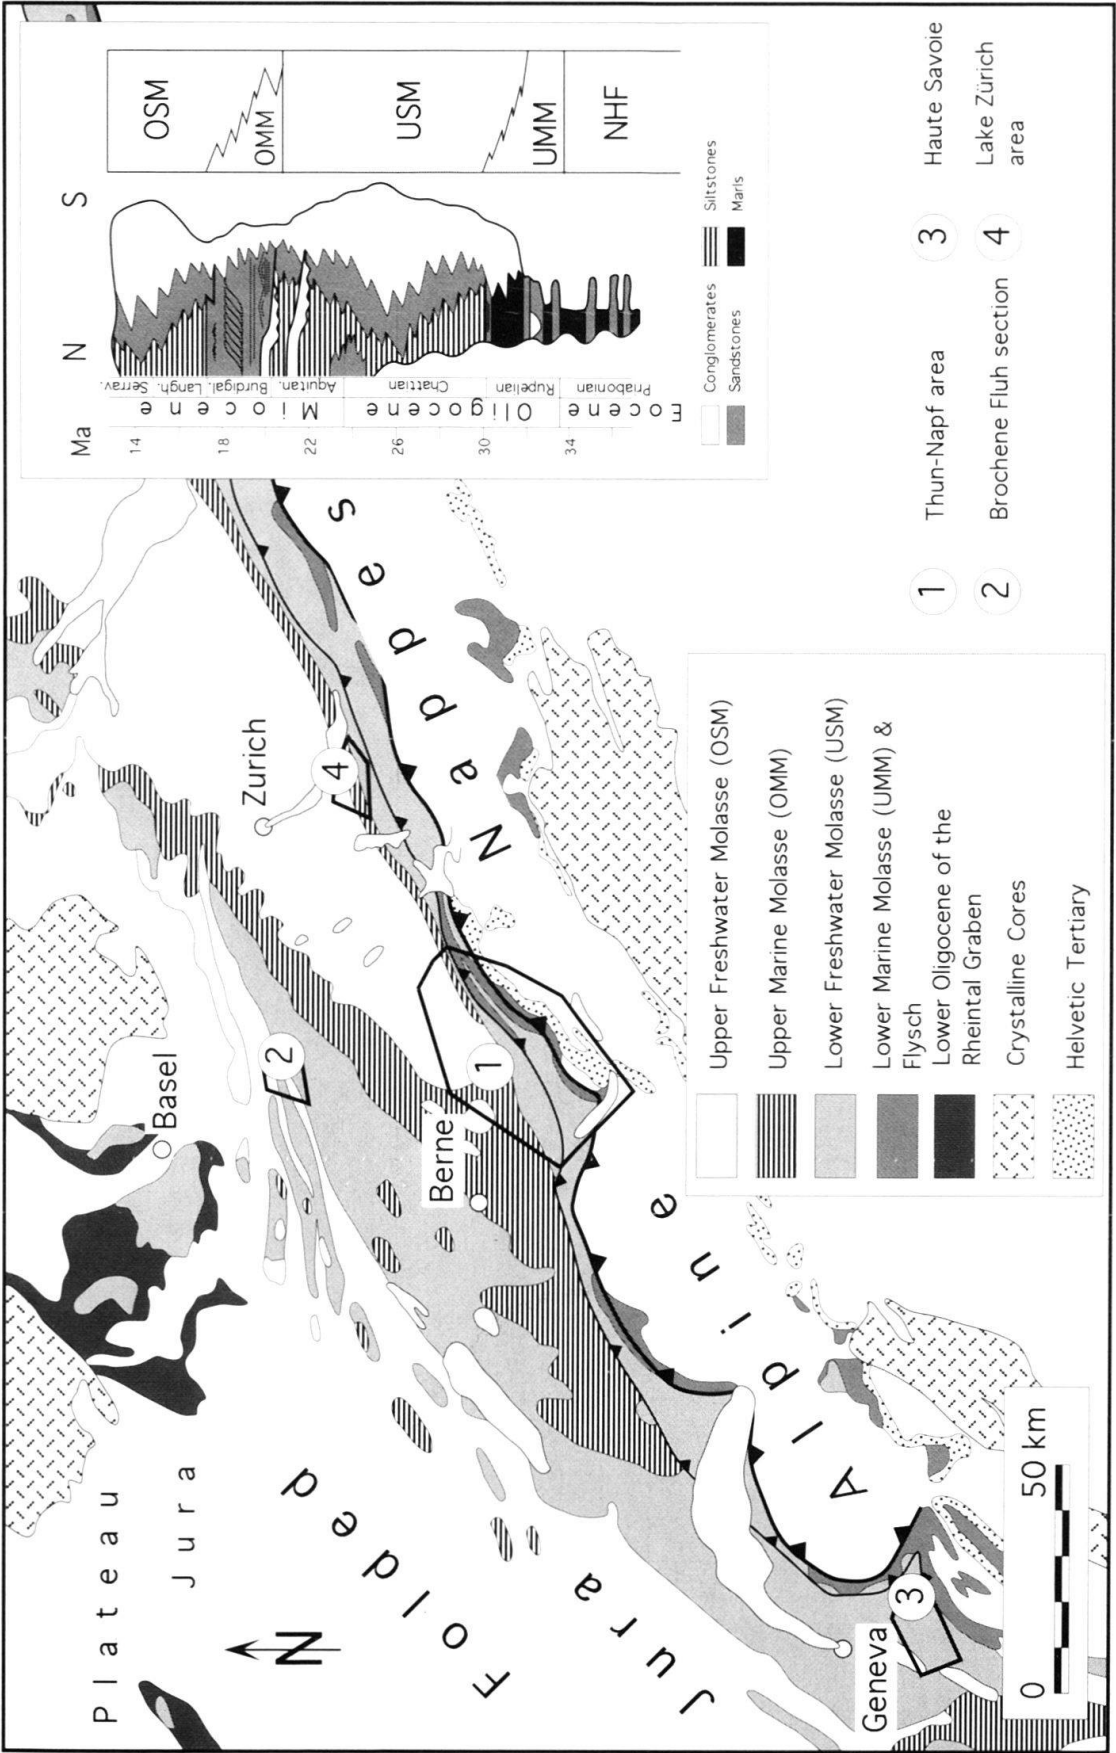 Plateau
Jura
Folded
Jura
N
Basel
Zurich
Berne
Geneva
Alpine
Nappes
1
2
3
4
0 50 km
Upper Freshwater Molasse (OSM)
Upper Marine Molasse (OMM)
Lower Freshwater Molasse (USM)
Lower Marine Molasse (UMM) &
Flysch
Lower Oligocene of the
Rheintal Graben
Crystalline Cores
Helvetic Tertiary
1 Thun-Napf area
2 Brochene Fluh section
3 Haute Savoie
4 Lake Zürich
area
Ma
N
S
14
18
22
26
30
34
Miocene
Oligocene
Eocene
Serrav.
Langh.
Burdigal.
Aquitan.
Chattian
Rupelian
Priabonian
OSM
OMM
USM
UMM
NHF
Conglomerates
Sandstones
Siltstones
Marls